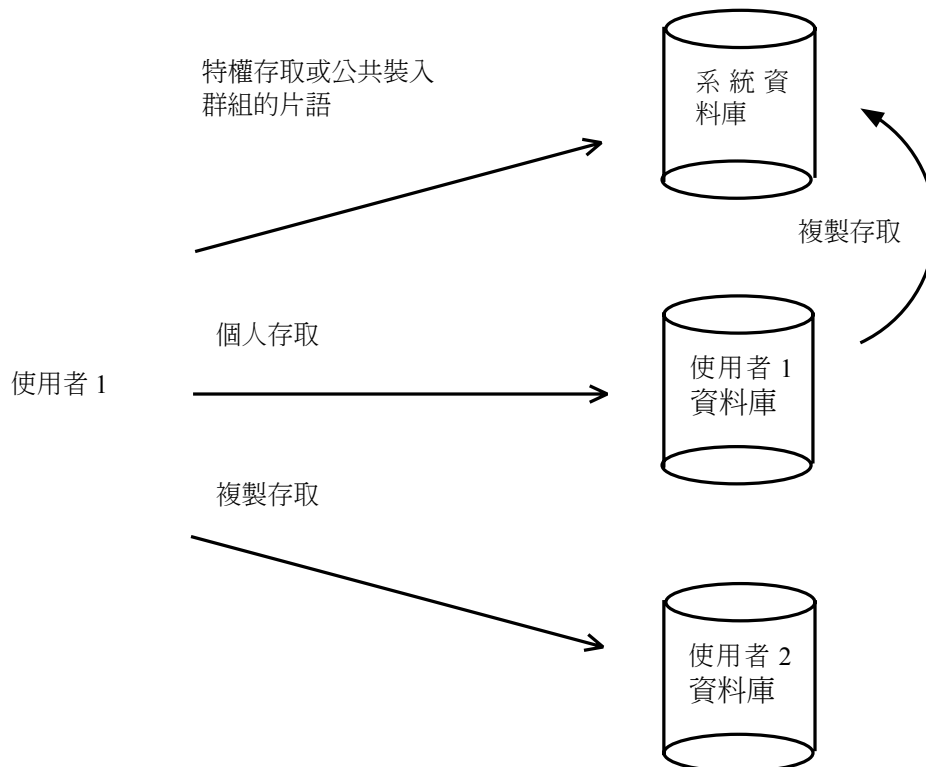 特權存取或公共裝入
群組的片語
系統資
料庫
複製存取
個人存取
使用者 1
使用者 1
資料庫
複製存取
使用者 2
資料庫